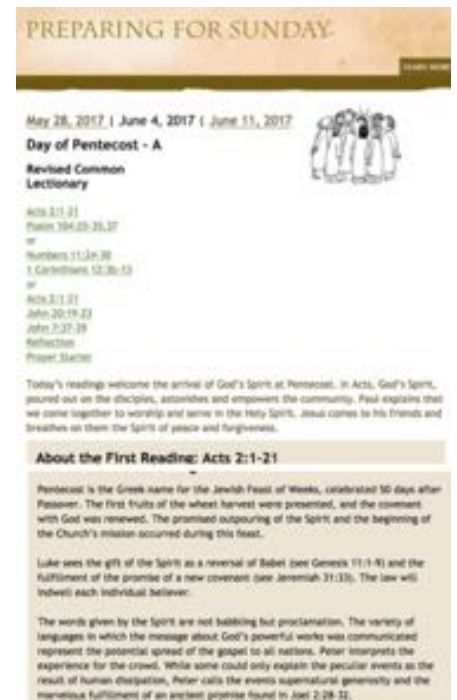 PREPARING FOR SUNDAY
LEARN MORE
May 28, 2017 | June 4, 2017 | June 11, 2017
Day of Pentecost - A
Revised Common
Lectionary
Acts 2:1-21
Psalm 104:25-35,37
or
Numbers 11:24-30
1 Corinthians 12:3b-13
or
Acts 2:1-21
John 20:19-23
John 7:37-39
Reflection
Prayer Starter
Today's readings welcome the arrival of God's Spirit at Pentecost. In Acts, God's Spirit,
poured out on the disciples, astonishes and empowers the community. Paul explains that
we come together to worship and serve in the Holy Spirit. Jesus comes to his friends and
breathes on them the Spirit of peace and forgiveness.
About the First Reading: Acts 2:1-21
Pentecost is the Greek name for the Jewish Feast of Weeks, celebrated 50 days after
Passover. The first fruits of the wheat harvest were presented, and the covenant
with God was renewed. The promised outpouring of the Spirit and the beginning of
the Church's mission occurred during this feast.
Luke sees the gift of the Spirit as a reversal of Babel (see Genesis 11:1-9) and the
fulfillment of the promise of a new covenant (see Jeremiah 31:33). The law will
indwell each individual believer.
The words given by the Spirit are not babbling but proclamation. The variety of
languages in which the message about God's powerful works was communicated
represent the potential spread of the gospel to all nations. Peter interprets the
experience for the crowd. While some could only explain the peculiar events as the
result of human dissipation, Peter calls the events supernatural generosity and the
marvelous fulfillment of an ancient promise found in Joel 2:28-32.